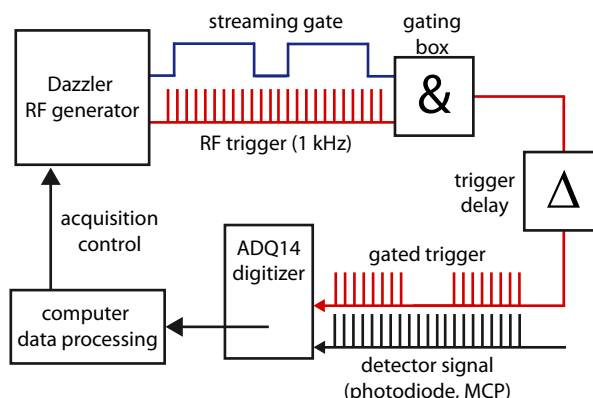 streaming gate
gating
box
Dazzler
RF generator
&
RF trigger (1 kHz)
trigger
delay
Δ
acquisition
control
ADQ14
digitizer
gated trigger
computer
data processing
detector signal
(photodiode, MCP)